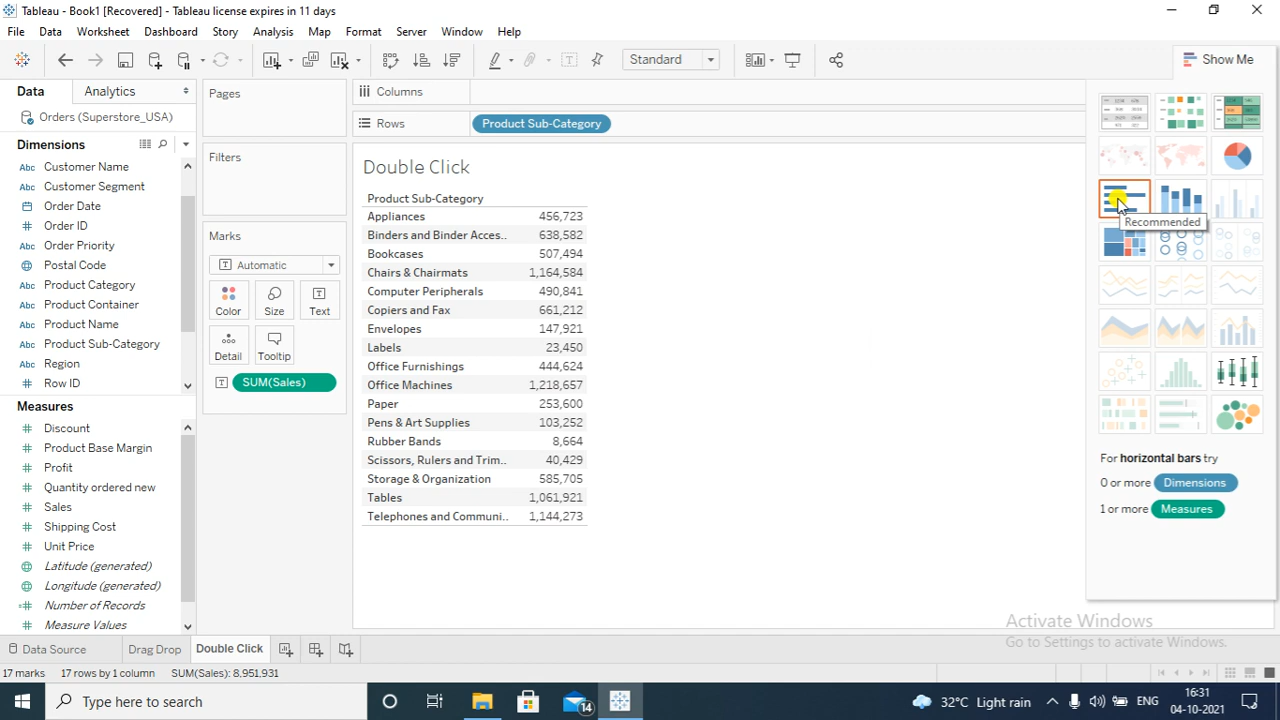 Tableau - Book1 [Recovered] - Tableau license expires in 11 days
File Data Worksheet Dashboard Story Analysis Map Format Server Window Help
Standard
Show Me
Data Analytics
Orders (Superstore_USA)
Dimensions
Abc Customer Name
Abc Customer Segment
Order Date
# Order ID
Abc Order Priority
Postal Code
Abc Product Category
Abc Product Container
Abc Product Name
Abc Product Sub-Category
Abc Region
# Row ID
Measures
# Discount
# Product Base Margin
# Profit
# Quantity ordered new
# Sales
# Shipping Cost
# Unit Price
Latitude (generated)
Longitude (generated)
=# Number of Records
# Measure Values
Pages
Filters
Marks
Automatic
Color Size Text
Detail Tooltip
SUM(Sales)
Columns
Rows Product Sub-Category
Double Click
Product Sub-Category
Appliances 456,723
Binders and Binder Acce.. 638,582
Bookcases 507,494
Chairs & Chairmats 1,164,584
Computer Peripherals 490,841
Copiers and Fax 661,212
Envelopes 147,921
Labels 23,450
Office Furnishings 444,624
Office Machines 1,218,657
Paper 253,600
Pens & Art Supplies 103,252
Rubber Bands 8,664
Scissors, Rulers and Trim.. 40,429
Storage & Organization 585,705
Tables 1,061,921
Telephones and Communi.. 1,144,273
Recommended
For horizontal bars try
0 or more Dimensions
1 or more Measures
Activate Windows
Go to Settings to activate Windows.
Data Source Drag Drop Double Click
17 marks 17 rows by 1 column SUM(Sales): 8,951,931
Type here to search
14
32°C Light rain
ENG
16:31
04-10-2021